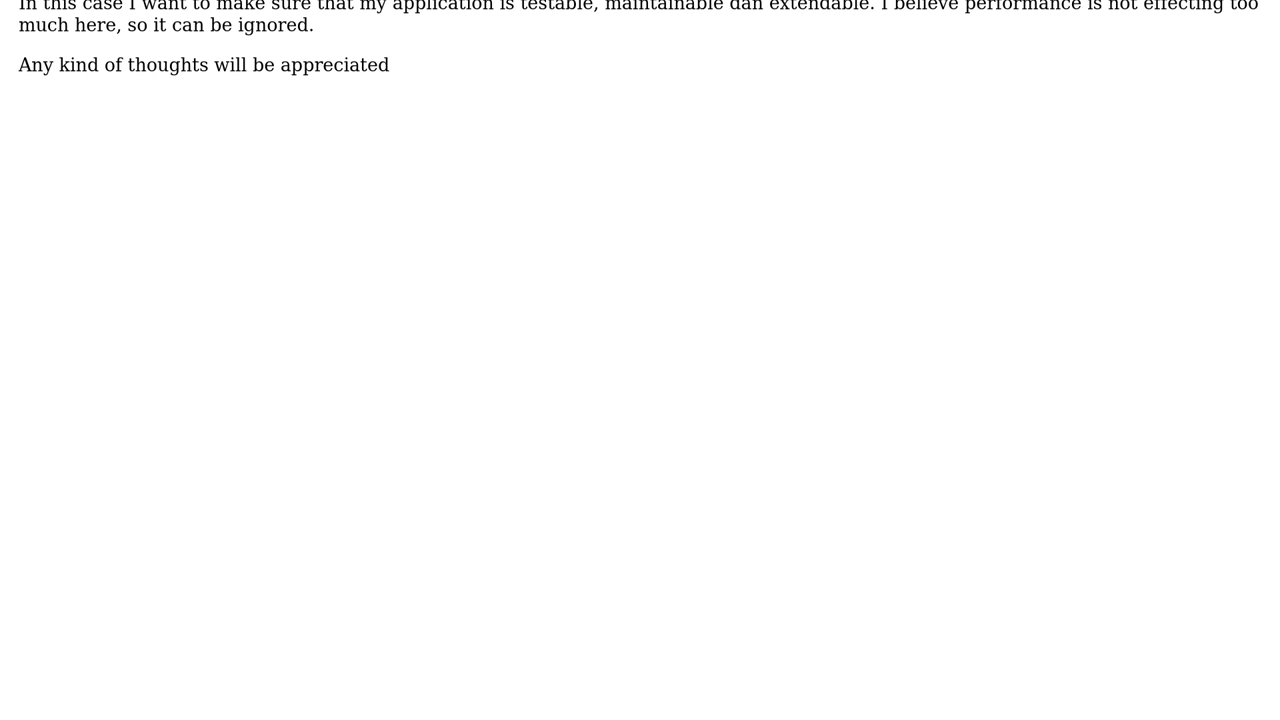 In this case I want to make sure that my application is testable, maintainable dan extendable. I believe performance is not effecting too
much here, so it can be ignored.
Any kind of thoughts will be appreciated